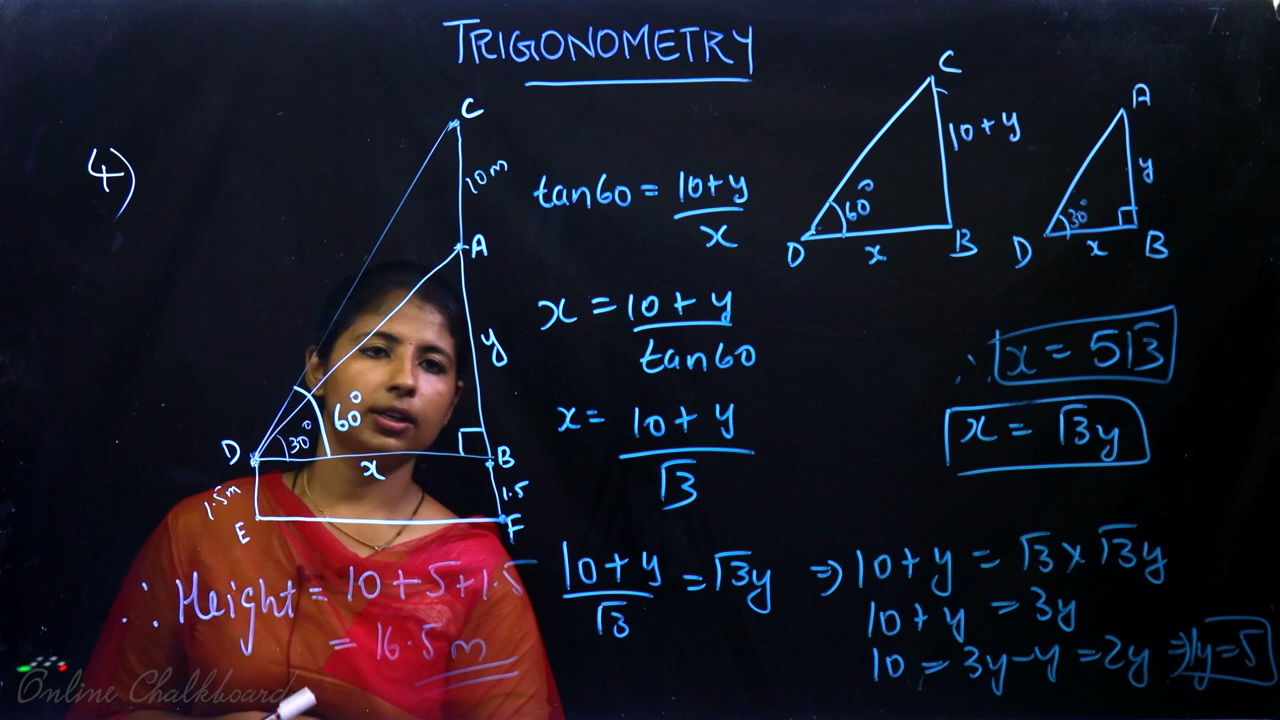 TRIGONOMETRY
4)
C
10m
A
y
60°
30°
D
x
B
1.5m
1.5
E
F
tan60 = 10+y
x
x = 10 + y
tan60
x = 10 + y
√3
C
10+y
60°
D
x
B
A
y
30°
D
x
B
∴ x = 5√3
x = √3y
10+y = √3y ⇒ 10+y = √3 x √3y
√3
10+y = 3y
10 = 3y-y = 2y ⇒ y=5
∴ Height = 10+5+1.5
= 16.5 m
Online Chalkboard